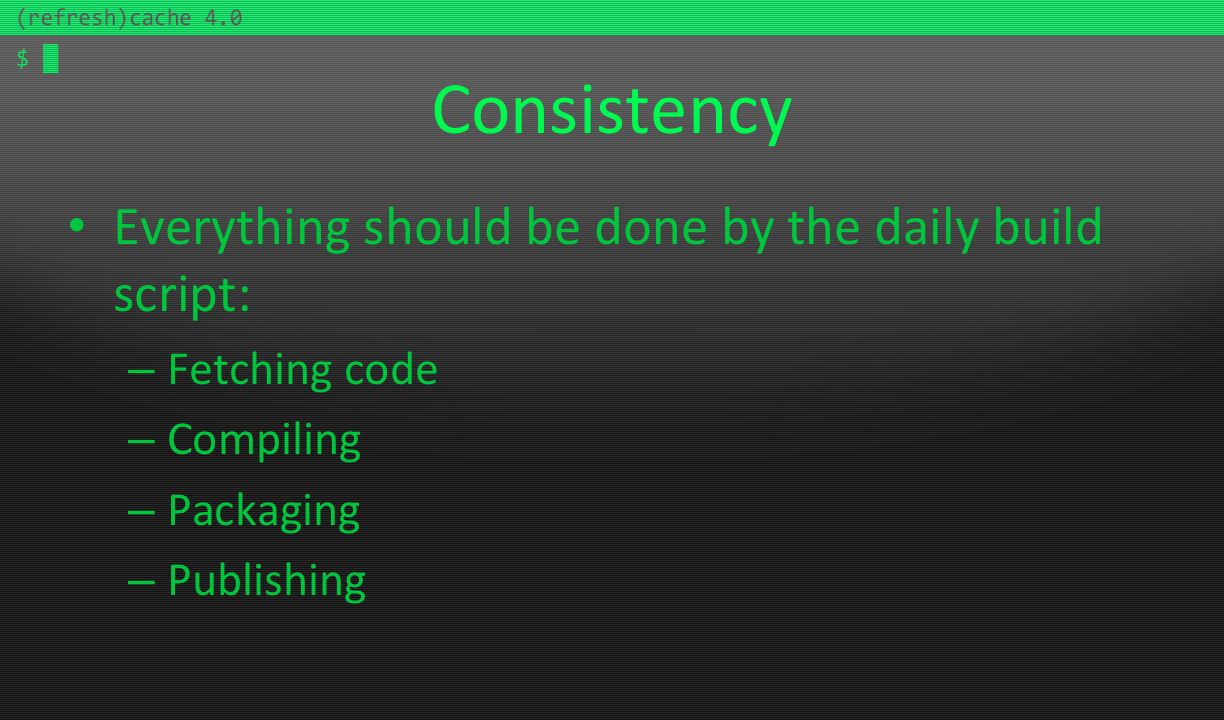 (refresh)cache 4.0
$
Consistency
• Everything should be done by the daily build
script:
– Fetching code
– Compiling
– Packaging
– Publishing